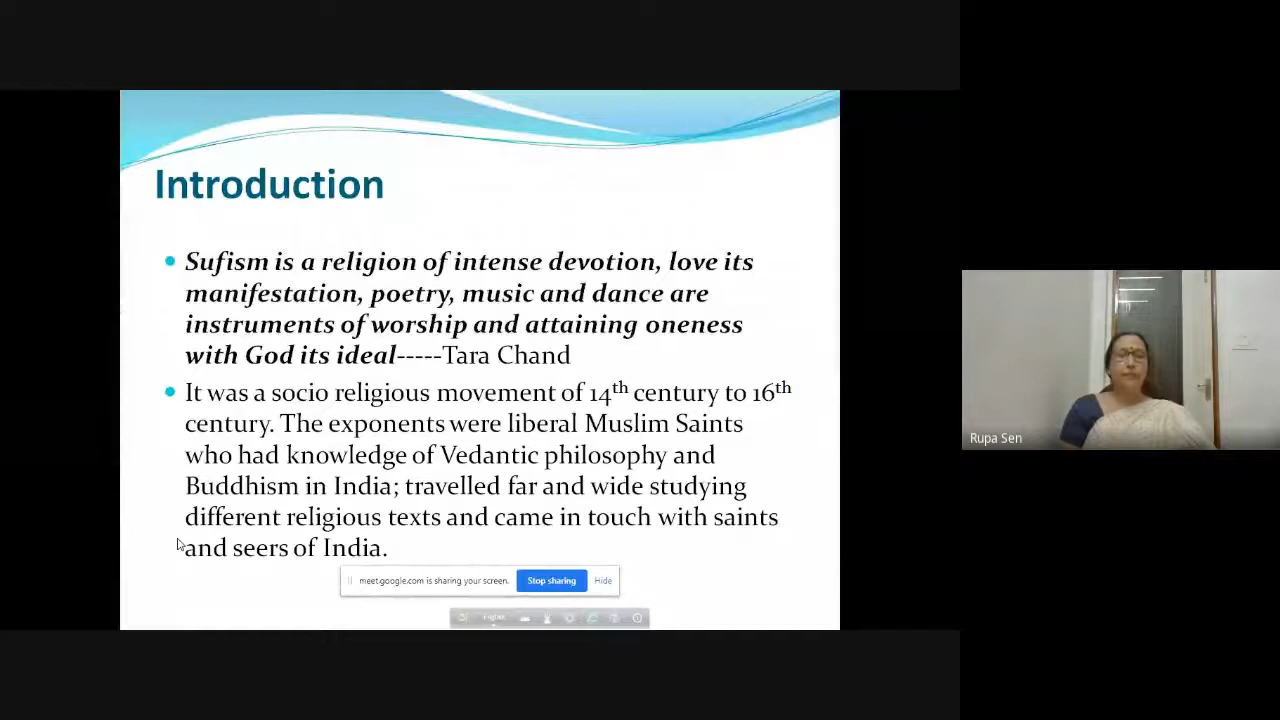 Introduction
Sufism is a religion of intense devotion, love its
manifestation, poetry, music and dance are
instruments of worship and attaining oneness
with God its ideal-----Tara Chand
It was a socio religious movement of 14th century to 16th
century. The exponents were liberal Muslim Saints
who had knowledge of Vedantic philosophy and
Buddhism in India; travelled far and wide studying
different religious texts and came in touch with saints
and seers of India.
meet.google.com is sharing your screen. Stop sharing Hide
English
Rupa Sen